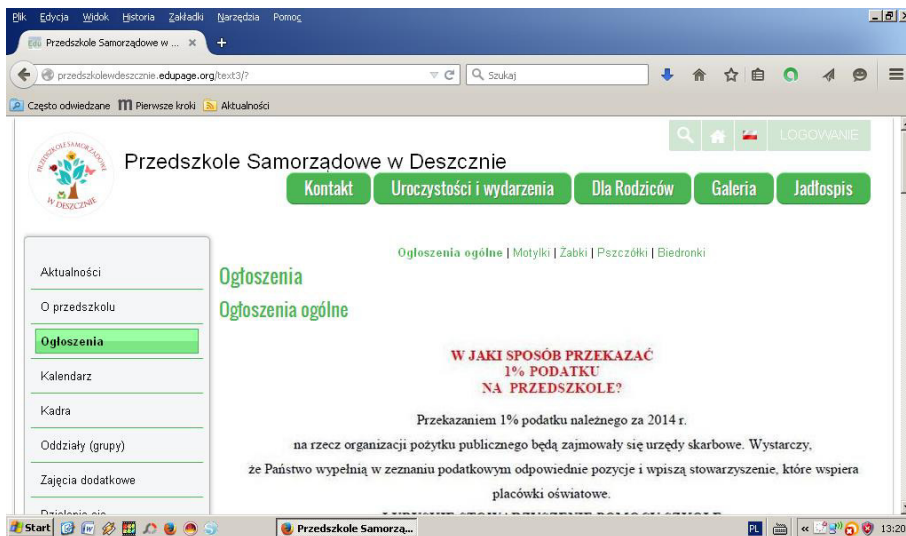 Plik Edycja Widok Historia Zakładki Narzędzia Pomoc
Przedszkole Samorządowe w ... × +
przedszkolewdeszcznie.edupage.org/text3/? Szukaj
Często odwiedzane Pierwsze kroki Aktualności
LOGOWANIE
PRZEDSZKOLE SAMORZĄDOWE
W DESZCZNIE
Przedszkole Samorządowe w Deszcznie
Kontakt Uroczystości i wydarzenia Dla Rodziców Galeria Jadłospis
Ogłoszenia ogólne | Motylki | Żabki | Pszczółki | Biedronki
Aktualności
O przedszkolu
Ogłoszenia
Kalendarz
Kadra
Oddziały (grupy)
Zajęcia dodatkowe
Ogłoszenia
Ogłoszenia ogólne
W JAKI SPOSÓB PRZEKAZAĆ
1% PODATKU
NA PRZEDSZKOLE?
Przekazaniem 1% podatku należnego za 2014 r.
na rzecz organizacji pożytku publicznego będą zajmowały się urzędy skarbowe. Wystarczy,
że Państwo wypełnią w zeznaniu podatkowym odpowiednie pozycje i wpiszą stowarzyszenie, które wspiera
placówki oświatowe.
Start Przedszkole Samorzą... PL « 13:20